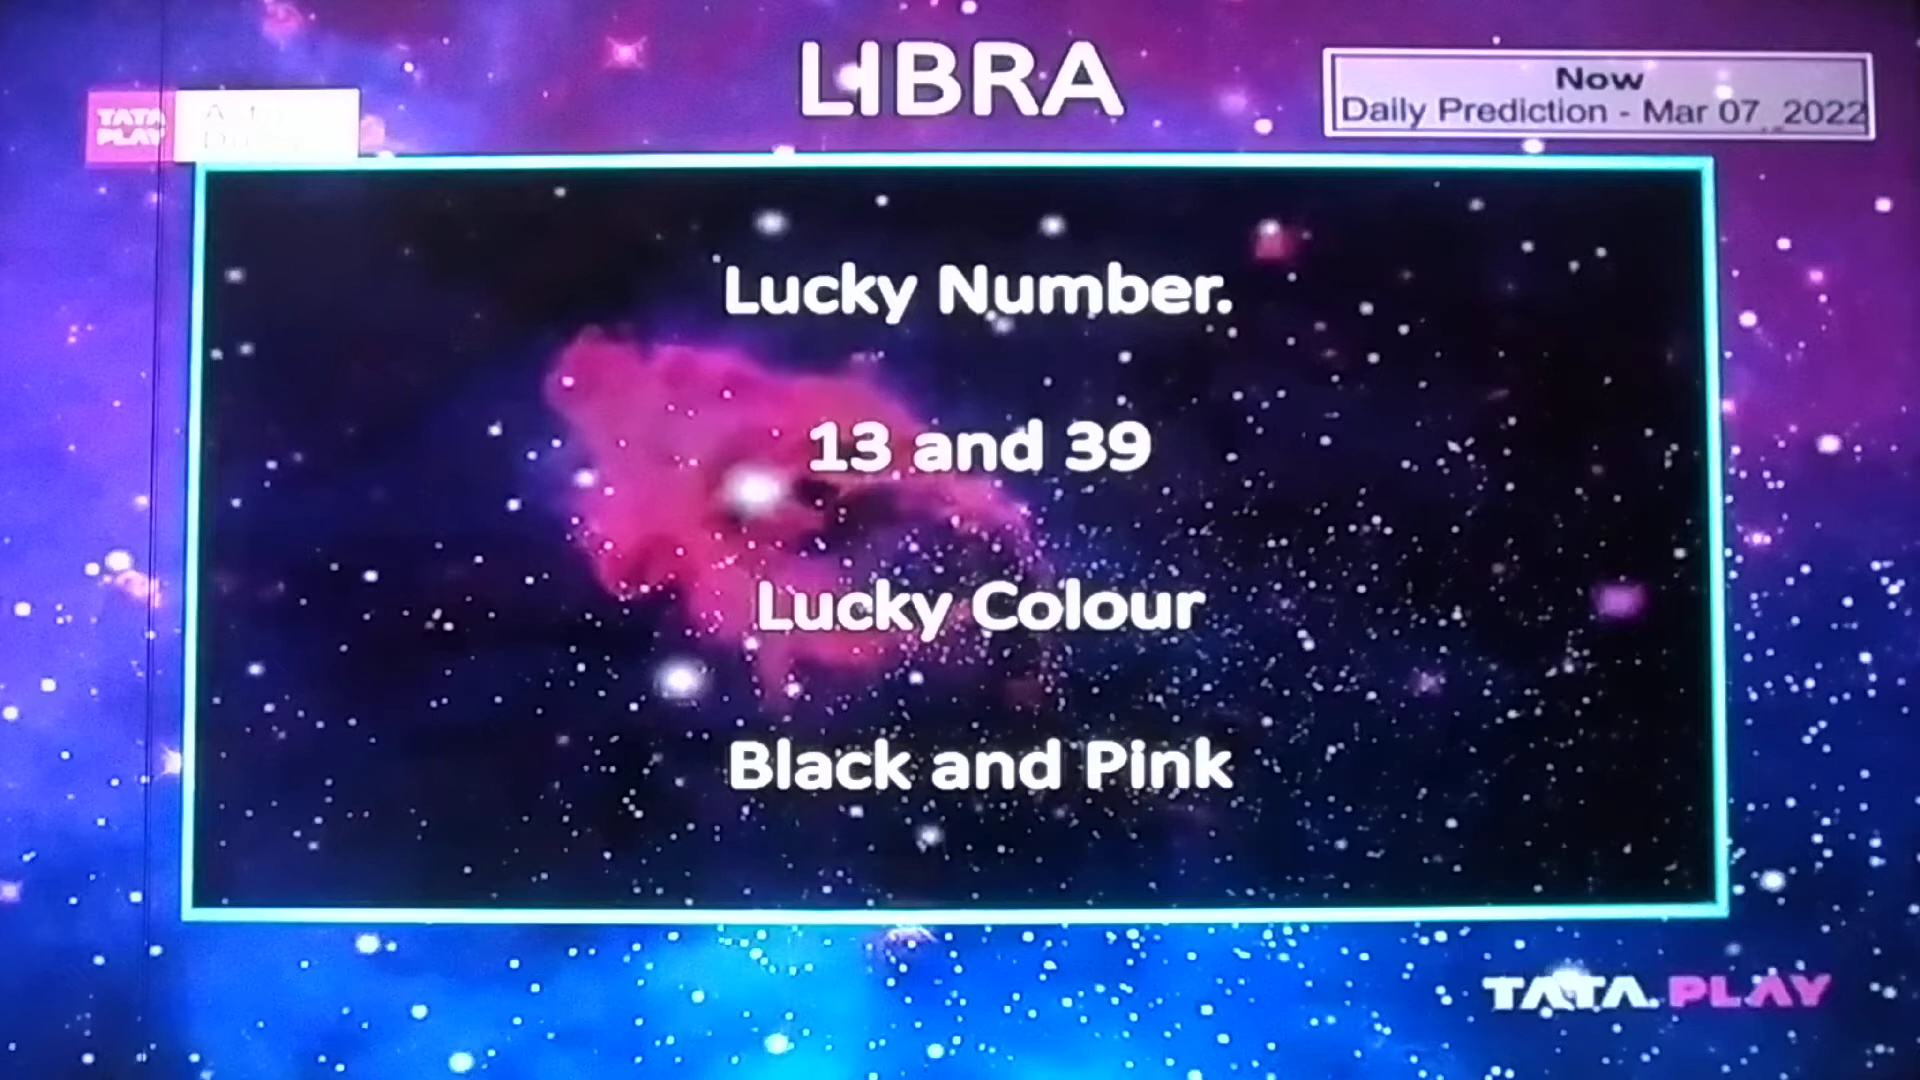 LIBRA
Now
Daily Prediction - Mar 07 2022
TATA
PLAY
Lucky Number.
13 and 39
Lucky Colour
Black and Pink
TATA PLAY